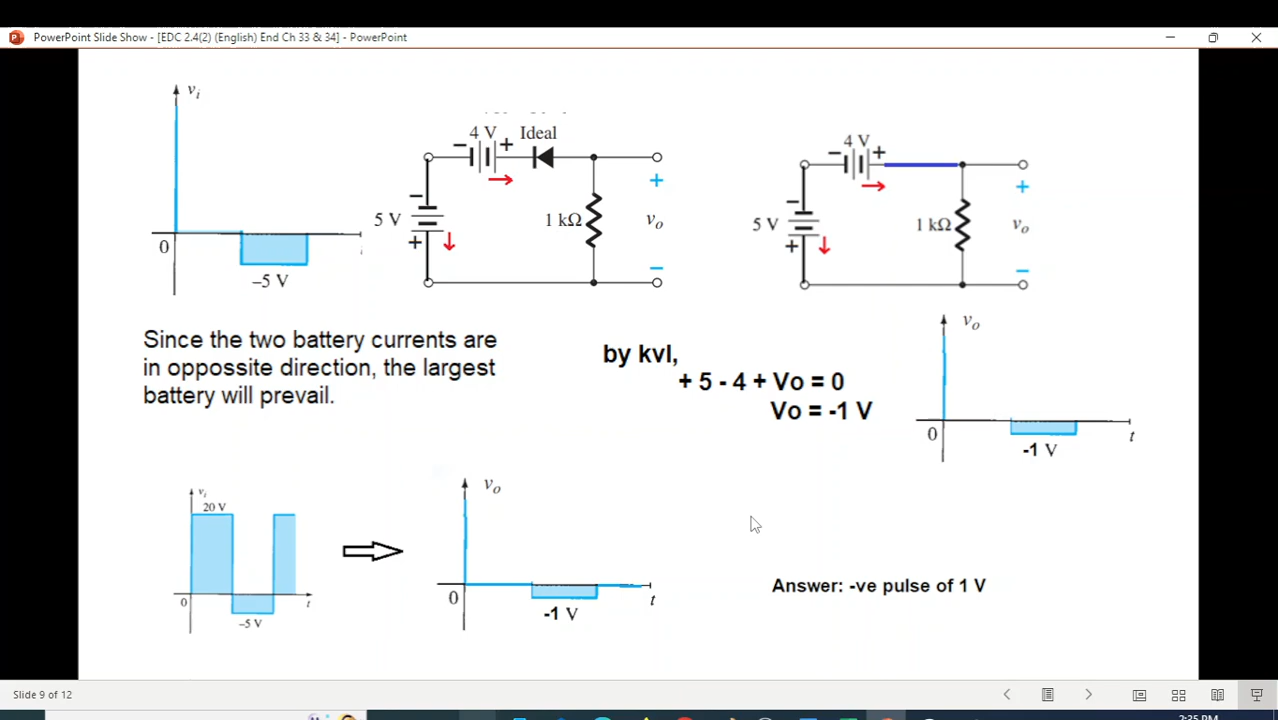 PowerPoint Slide Show - [EDC 2.4(2) (English) End Ch 33 & 34] - PowerPoint
vi
0
–5 V
4 V
Ideal
− +
−
5 V
+
1 kΩ
+
vo
−
4 V
− +
−
5 V
+
1 kΩ
+
vo
−
Since the two battery currents are
in oppossite direction, the largest
battery will prevail.
by kvl,
+ 5 - 4 + Vo = 0
Vo = -1 V
vo
0
t
-1 V
vi
20 V
0
t
–5 V
vo
0
t
-1 V
Answer: -ve pulse of 1 V
Slide 9 of 12